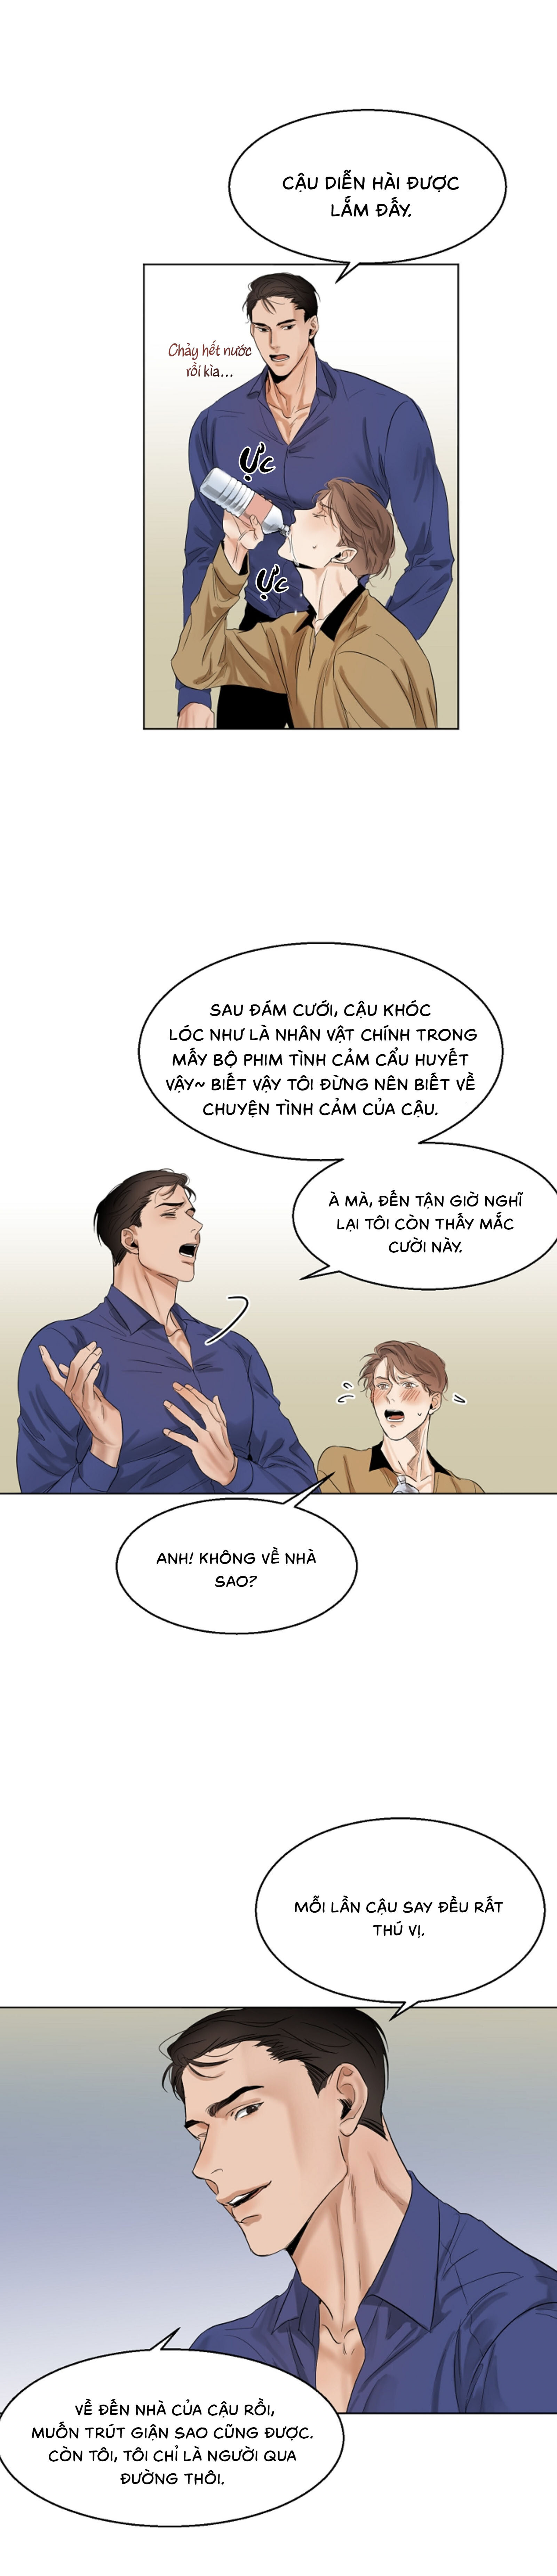 CẬU DIỄN HÀI ĐƯỢC
LẮM ĐẤY.
Chảy hết nước
rồi kìa...
ỰC
ỰC
SAU ĐÁM CƯỚI, CẬU KHÓC
LÓC NHƯ LÀ NHÂN VẬT CHÍNH TRONG
MẤY BỘ PHIM TÌNH CẢM CẨU HUYẾT
VẬY~ BIẾT VẬY TÔI ĐỪNG NÊN BIẾT VỀ
CHUYỆN TÌNH CẢM CỦA CẬU.
À MÀ, ĐẾN TẬN GIỜ NGHĨ
LẠI TÔI CÒN THẤY MẮC
CƯỜI NÀY.
ANH! KHÔNG VỀ NHÀ
SAO?
MỖI LẦN CẬU SAY ĐỀU RẤT
THÚ VỊ.
VỀ ĐẾN NHÀ CỦA CẬU RỒI,
MUỐN TRÚT GIẬN SAO CŨNG ĐƯỢC.
CÒN TÔI, TÔI CHỈ LÀ NGƯỜI QUA
ĐƯỜNG THÔI.